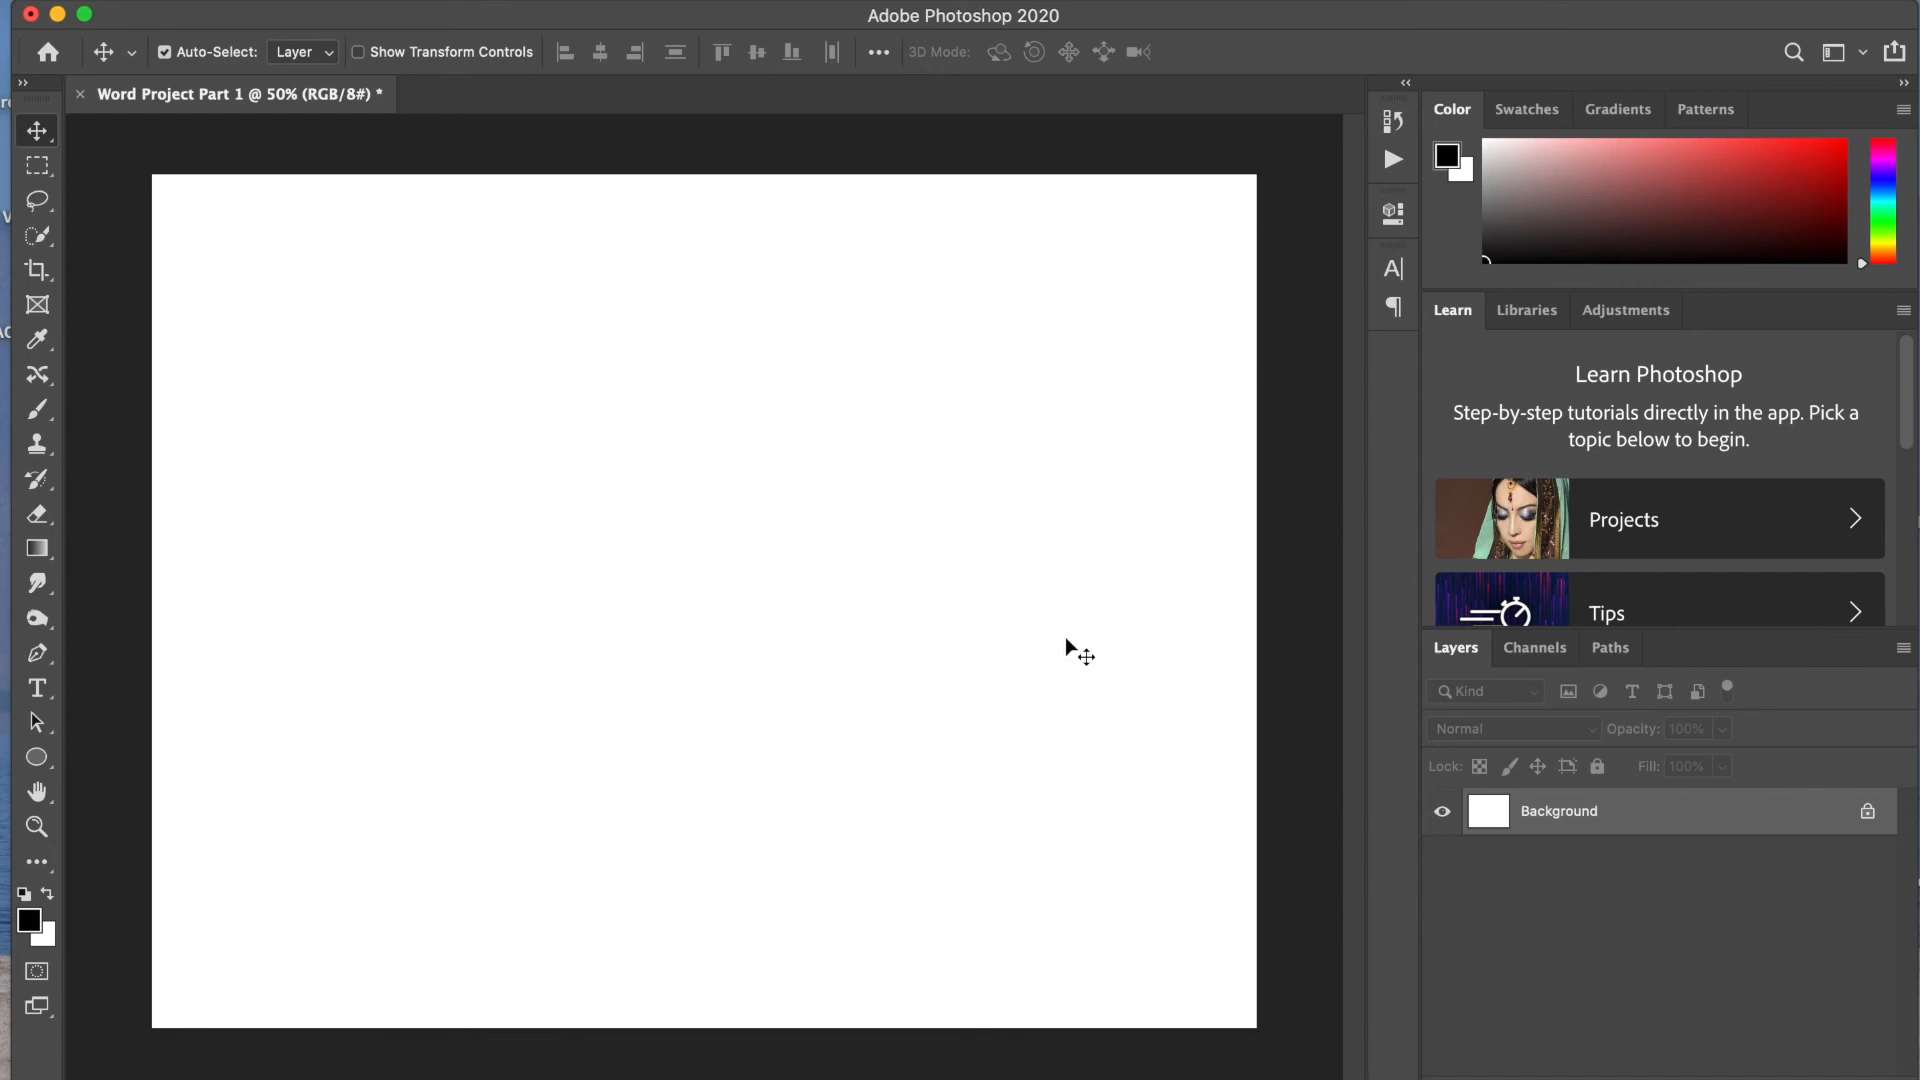 Adobe Photoshop 2020
Auto-Select: Layer Show Transform Controls 3D Mode:
Word Project Part 1 @ 50% (RGB/8#) *
Color Swatches Gradients Patterns
Learn Libraries Adjustments
Learn Photoshop
Step-by-step tutorials directly in the app. Pick a
topic below to begin.
Projects
Tips
Layers Channels Paths
Kind
Normal Opacity: 100%
Lock: Fill: 100%
Background